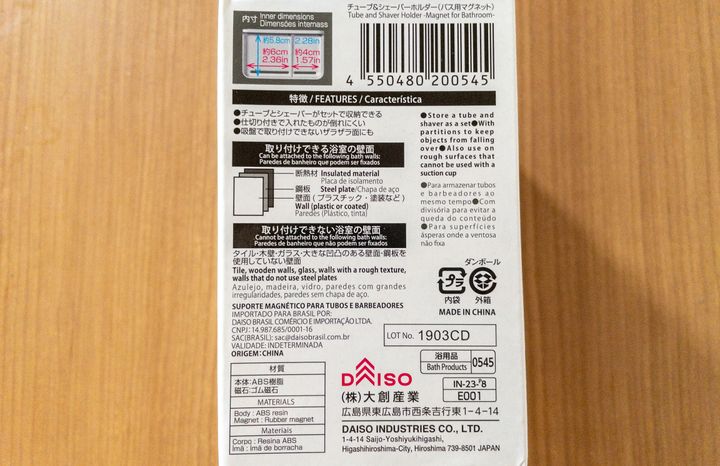 チューブ&シェーバーホルダー(バス用マグネット)
Tube and Shaver Holder -Magnet for Bathroom-
内寸 Inner dimensions
Dimensões internass
約5.8cm 2.28in
約6cm 約4cm
2.36in 1.57in
4 550480 200545
特徴 / FEATURES / Característica
●チューブとシェーバーがセットで収納できる
●仕切り付きで入れたものが倒れにくい
●吸盤で取り付けできないザラザラ面にも
●Store a tube and
shaver as a set●With
partitions to keep
objects from falling
over●Also use on
rough surfaces that
cannot be used with a
suction cup
●Para armazenar tubos
e barbeadores ao
mesmo tempo●Com
divisória para evitar a
queda do conteúdo
●Para superfícies
ásperas onde a ventosa
não fixa
取り付けできる浴室の壁面
Can be attached to the following bath walls:
Paredes de banheiro que podem ser fixados
断熱材 Insulated material
Placa de isolamento
鋼板 Steel plate/Chapa de aço
壁面(プラスチック・塗装など)
Wall (plastic or coated)
Paredes (Plástico, tinta)
取り付けできない浴室の壁面
Cannot be attached to the following bath walls:
Paredes de banheiro que não podem ser fixados
タイル・木壁・ガラス・大きな凹凸のある壁面・鋼板を
使用していない壁面
Tile, wooden walls, glass, walls with a rough texture,
walls that do not use steel plates
Azulejo, madeira, vidro, paredes com grandes
irregularidades, paredes sem chapa de aço.
SUPORTE MAGNÉTICO PARA TUBOS E BARBEADORES
IMPORTADO PARA BRASIL POR:
DAISO BRASIL COMÉRCIO E IMPORTAÇÃO LTDA.
CNPJ: 14.987.685/0001-16
SAC(BRASIL): sac@daisobrasil.com.br
VALIDADE: INDETERMINADA
ORIGEM: CHINA
ダンボール
プラ
内袋 外箱
MADE IN CHINA
LOT No. 1903CD
浴用品
Bath Products 0545
IN-23-P8
E001
材質
本体:ABS樹脂
磁石:ゴム磁石
MATERIALS
Body : ABS resin
Magnet : Rubber magnet
Materiais
Corpo : Resina ABS
Imã : Imã de borracha
DAISO
(株)大創産業
広島県東広島市西条吉行東1-4-14
DAISO INDUSTRIES CO., LTD.
1-4-14 Saijo-Yoshiyukihigashi,
Higashihiroshima-City, Hiroshima 739-8501 JAPAN